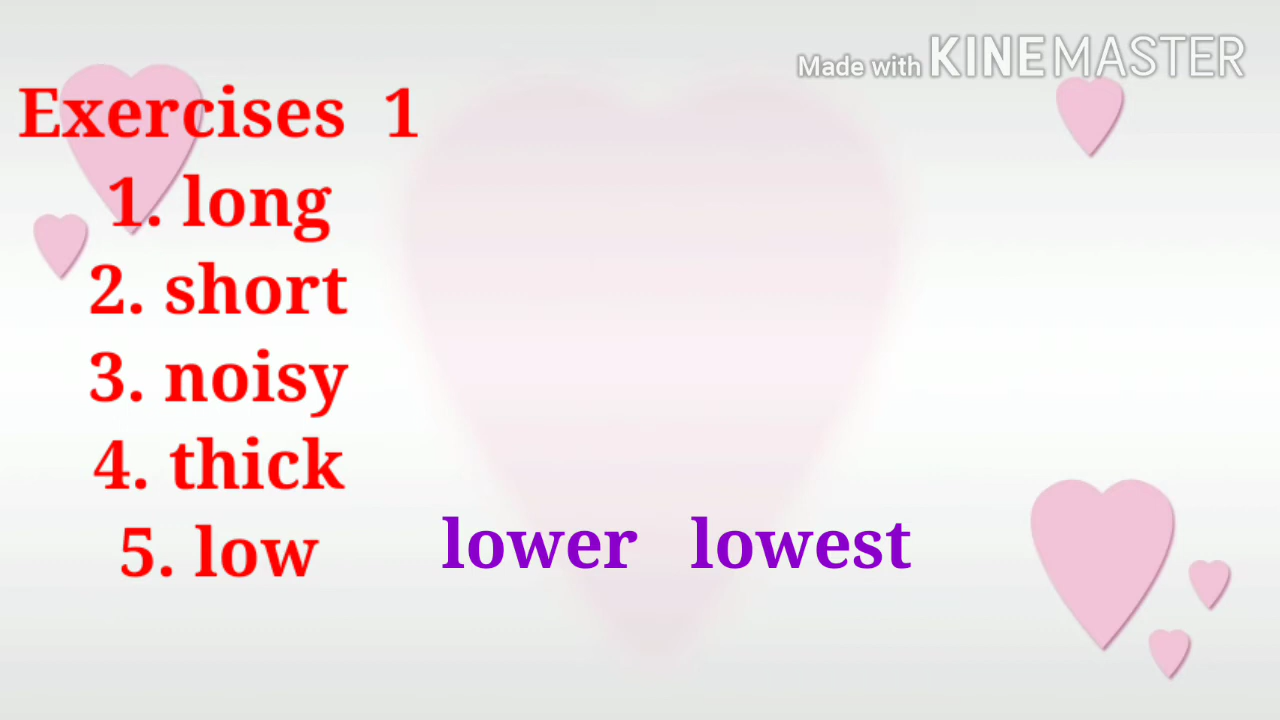 Made with KINEMASTER
Exercises 1
1. long
2. short
3. noisy
4. thick
5. low lower lowest